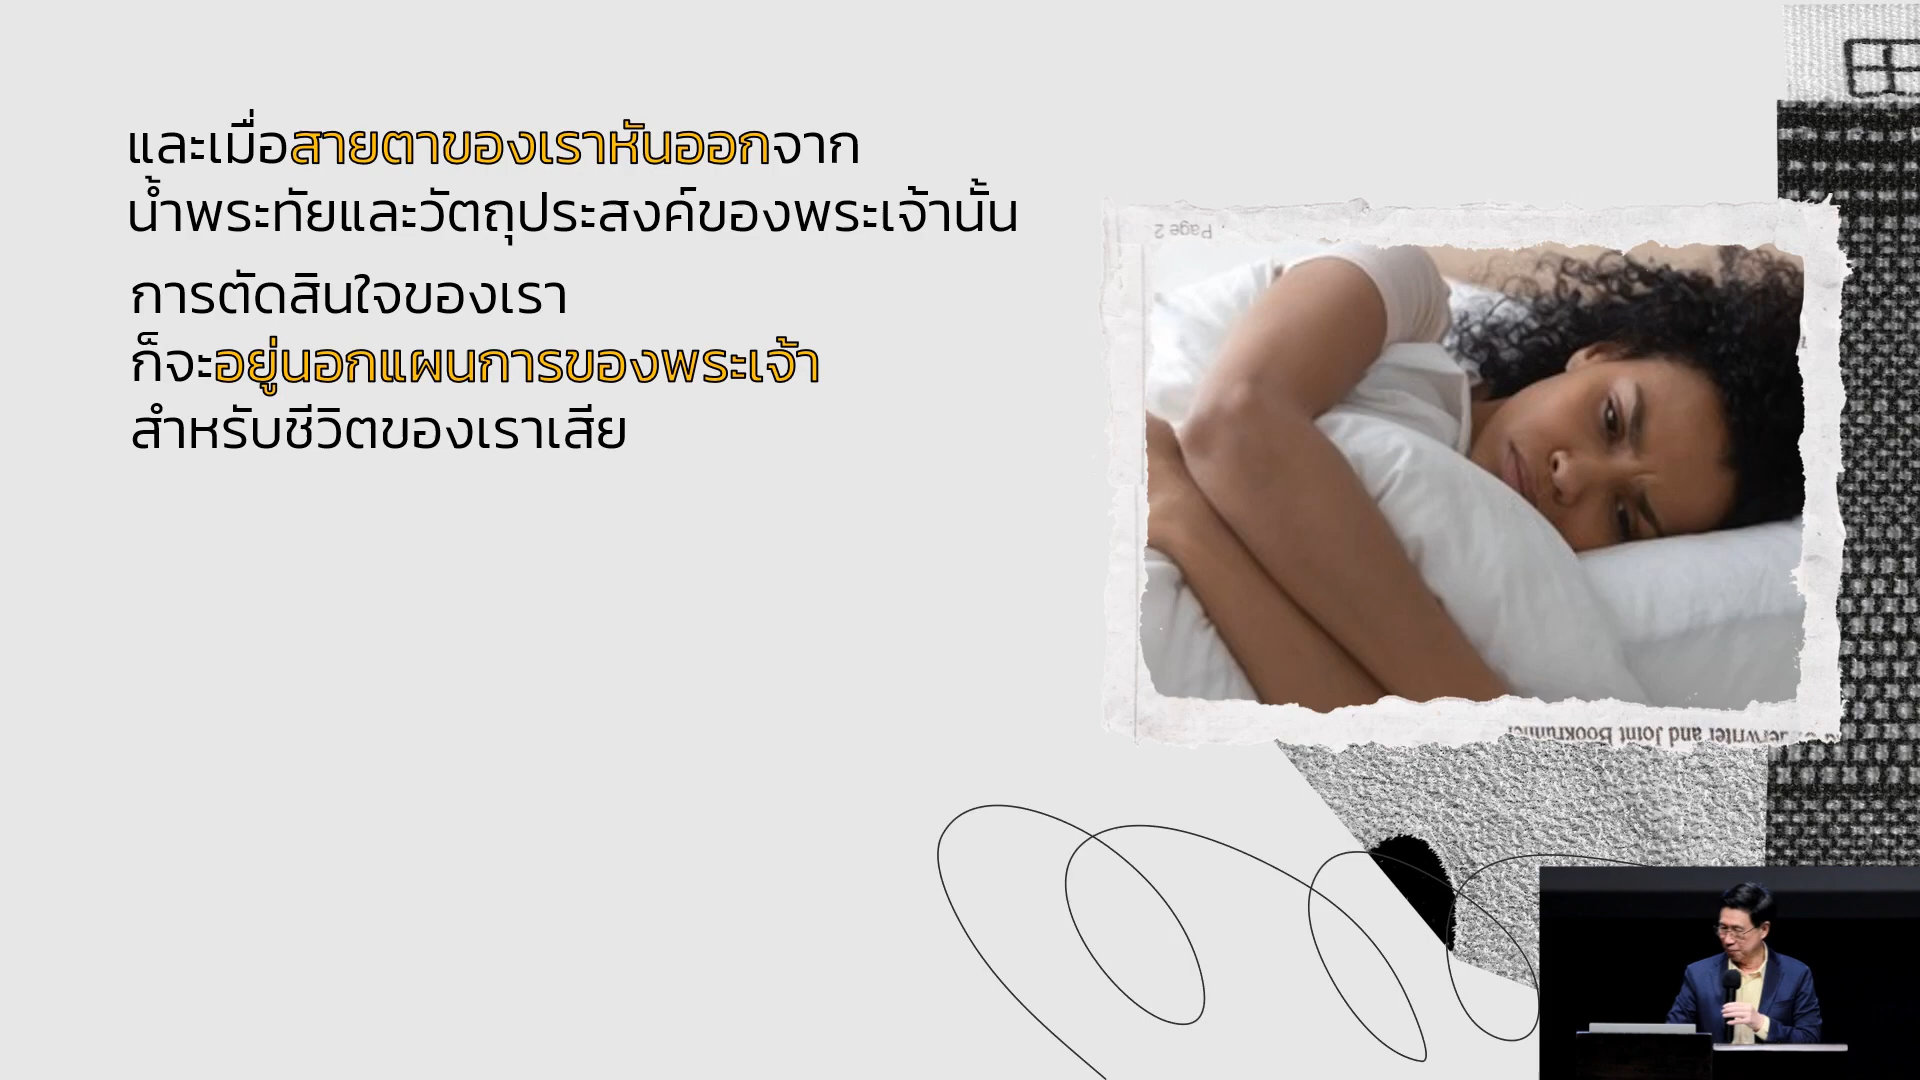 และเมื่อสายตาของเราหันออกจาก
น้ำพระทัยและวัตถุประสงค์ของพระเจ้านั้น
การตัดสินใจของเรา
ก็จะอยู่นอกแผนการของพระเจ้า
สำหรับชีวิตของเราเสีย
Page 2
and Joint Bookrunner